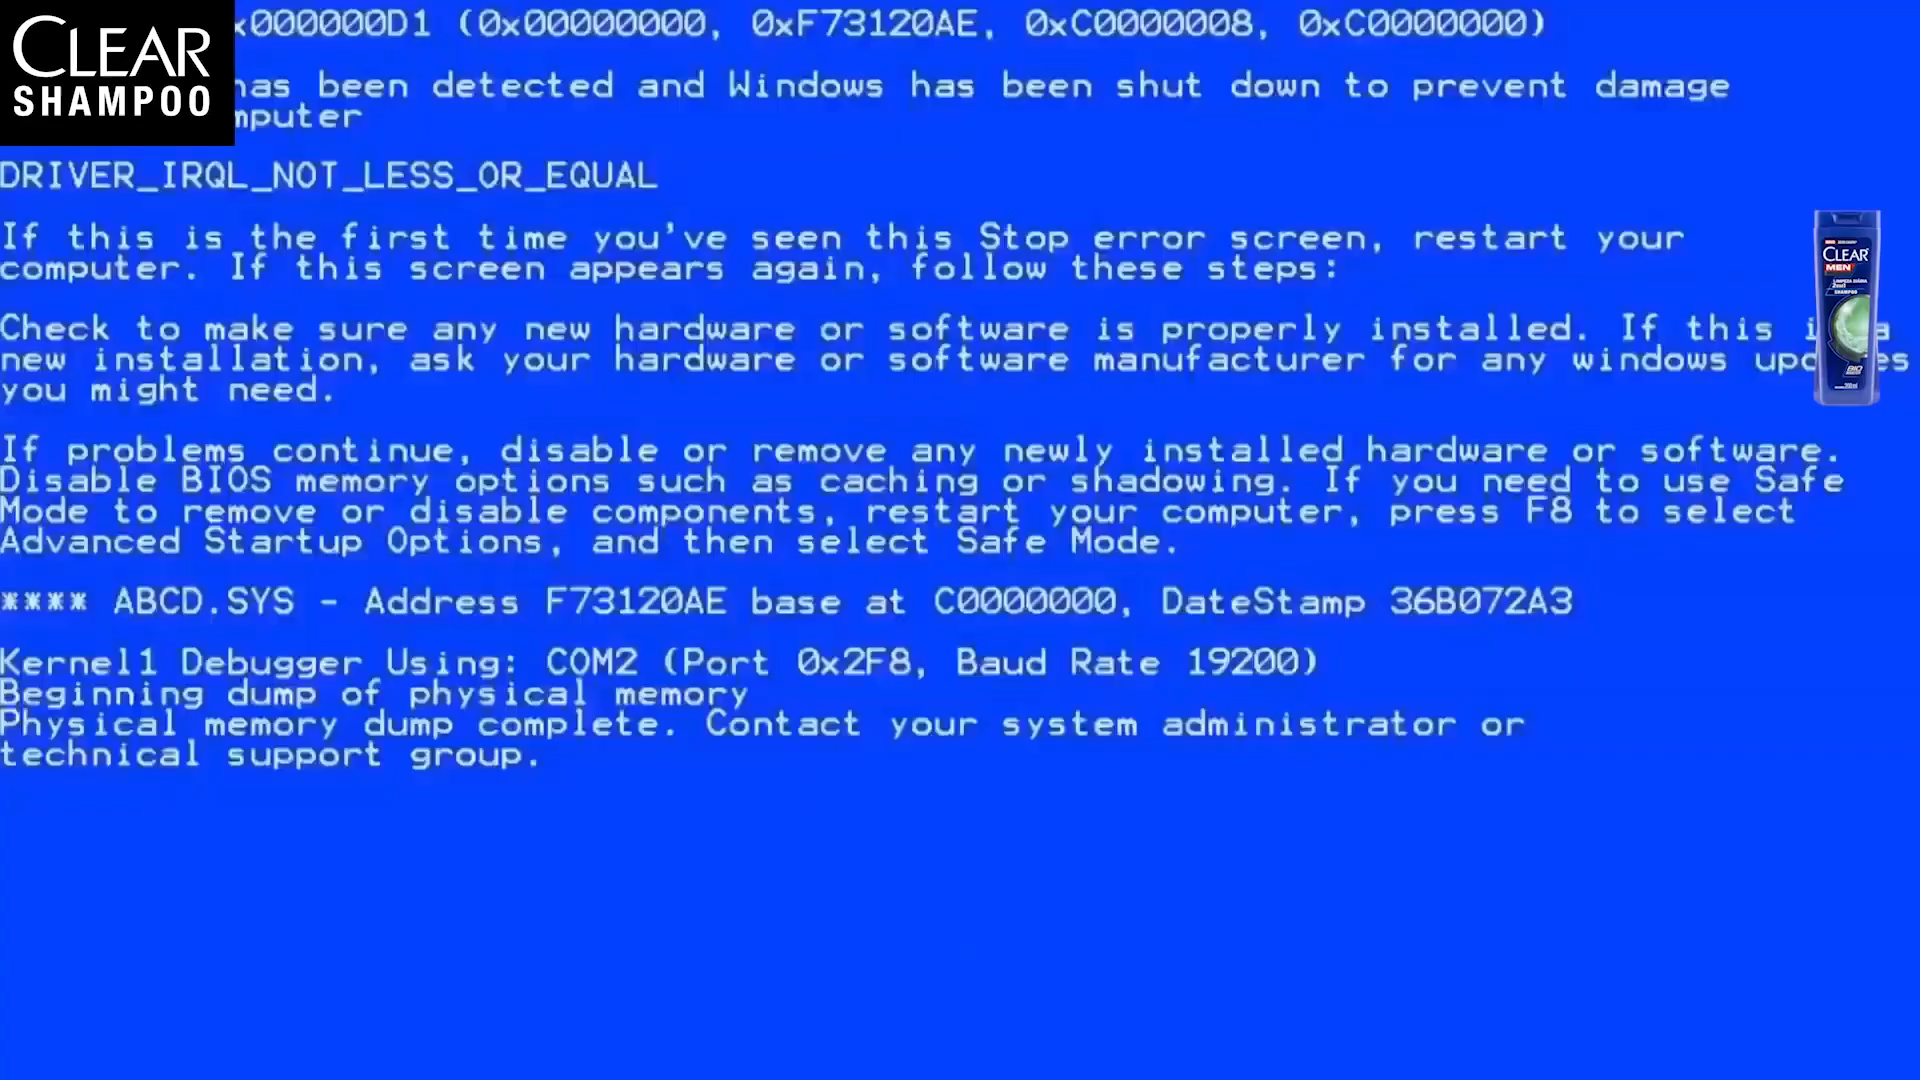 CLEAR
SHAMPOO
x000000D1 (0x00000000, 0xF73120AE, 0xC0000008, 0xC0000000)
has been detected and Windows has been shut down to prevent damage
mputer
DRIVER_IRQL_NOT_LESS_OR_EQUAL
If this is the first time you've seen this Stop error screen, restart your
computer. If this screen appears again, follow these steps:
Check to make sure any new hardware or software is properly installed. If this i a
new installation, ask your hardware or software manufacturer for any windows upd es
you might need.
If problems continue, disable or remove any newly installed hardware or software.
Disable BIOS memory options such as caching or shadowing. If you need to use Safe
Mode to remove or disable components, restart your computer, press F8 to select
Advanced Startup Options, and then select Safe Mode.
**** ABCD.SYS - Address F73120AE base at C0000000, DateStamp 36B072A3
Kernel1 Debugger Using: COM2 (Port 0x2F8, Baud Rate 19200)
Beginning dump of physical memory
Physical memory dump complete. Contact your system administrator or
technical support group.
CLEAR
MEN
LIMPEZA DIÁRIA
2em1
SHAMPOO
BIO